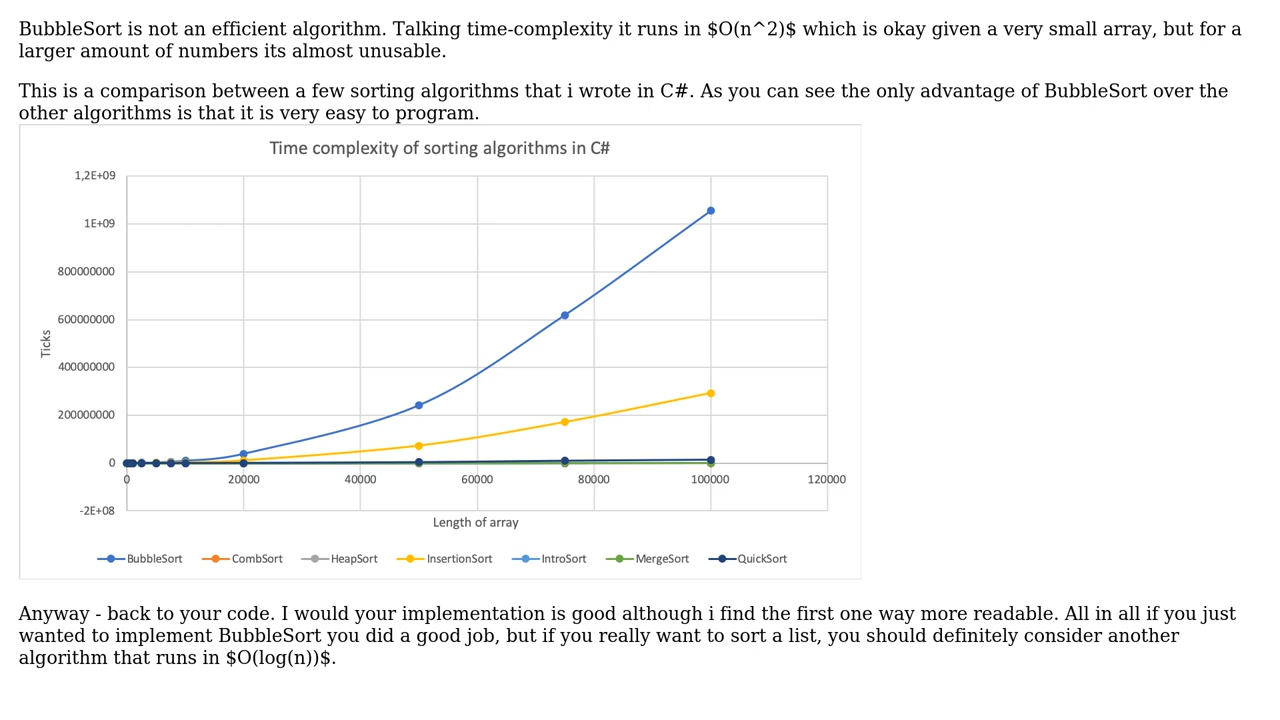 BubbleSort is not an efficient algorithm. Talking time-complexity it runs in $O(n^2)$ which is okay given a very small array, but for a
larger amount of numbers its almost unusable.
This is a comparison between a few sorting algorithms that i wrote in C#. As you can see the only advantage of BubbleSort over the
other algorithms is that it is very easy to program.
Time complexity of sorting algorithms in C#
1,2E+09
1E+09
800000000
600000000
400000000
200000000
0
-2E+08
Ticks
0 20000 40000 60000 80000 100000 120000
Length of array
BubbleSort CombSort HeapSort InsertionSort IntroSort MergeSort QuickSort
Anyway - back to your code. I would your implementation is good although i find the first one way more readable. All in all if you just
wanted to implement BubbleSort you did a good job, but if you really want to sort a list, you should definitely consider another
algorithm that runs in $O(log(n))$.